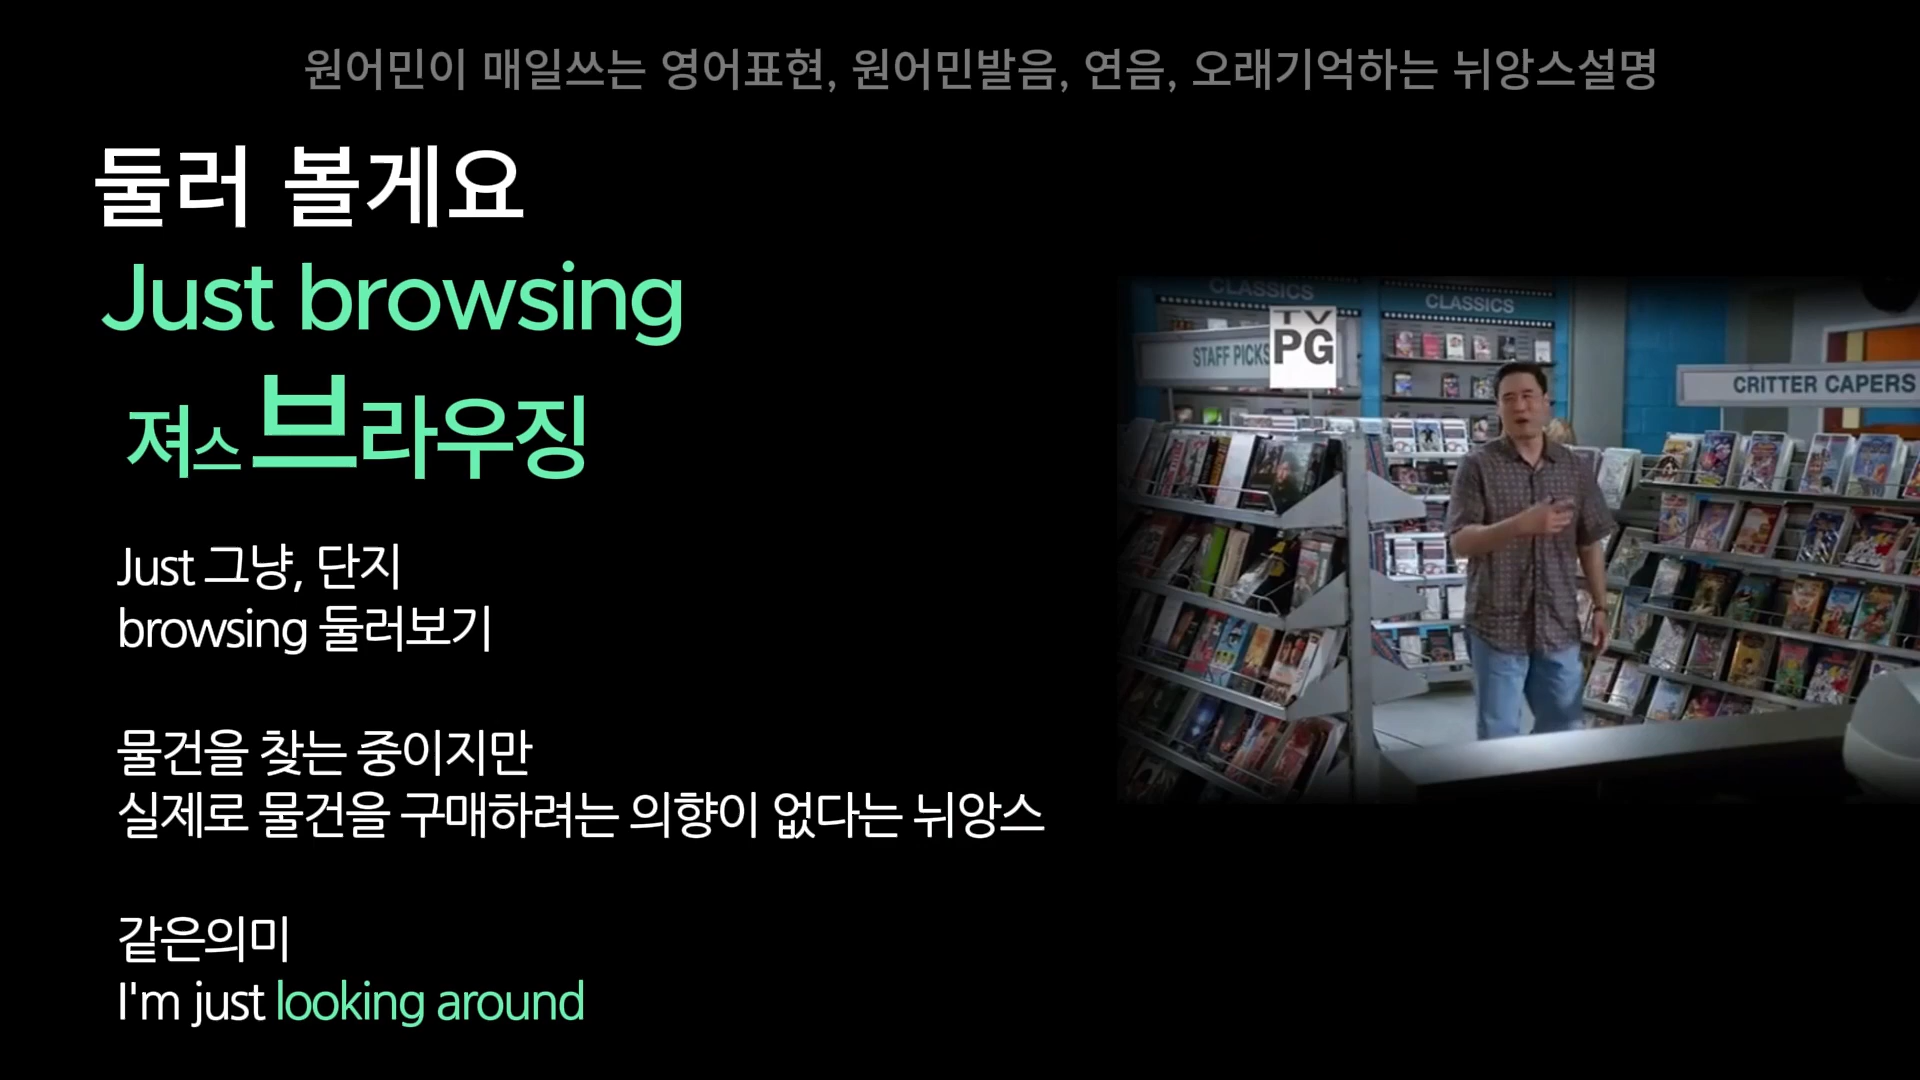 원어민이 매일쓰는 영어표현, 원어민발음, 연음, 오래기억하는 뉘앙스설명
둘러 볼게요
Just browsing
져스 브라우징
Just 그냥, 단지
browsing 둘러보기
물건을 찾는 중이지만
실제로 물건을 구매하려는 의향이 없다는 뉘앙스
같은의미
I'm just looking around
CLASSICS
CLASSICS
STAFF PICKS
TV
PG
CRITTER CAPERS